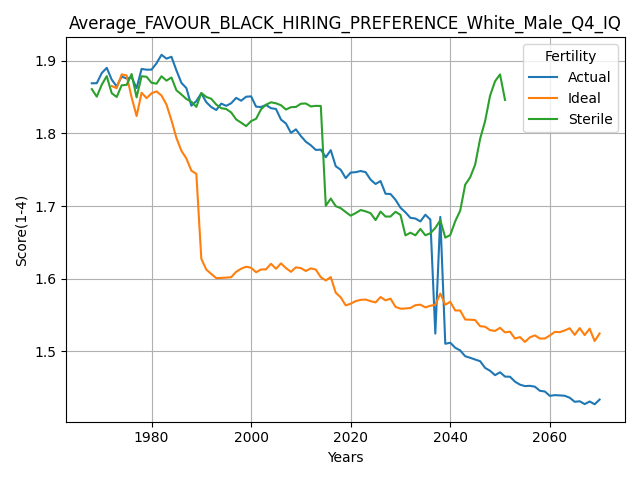 Average_FAVOUR_BLACK_HIRING_PREFERENCE_White_Male_Q4_IQ
Fertility
Actual
Ideal
Sterile
Score(1-4)
1.9
1.8
1.7
1.6
1.5
1980
2000
2020
2040
2060
Years